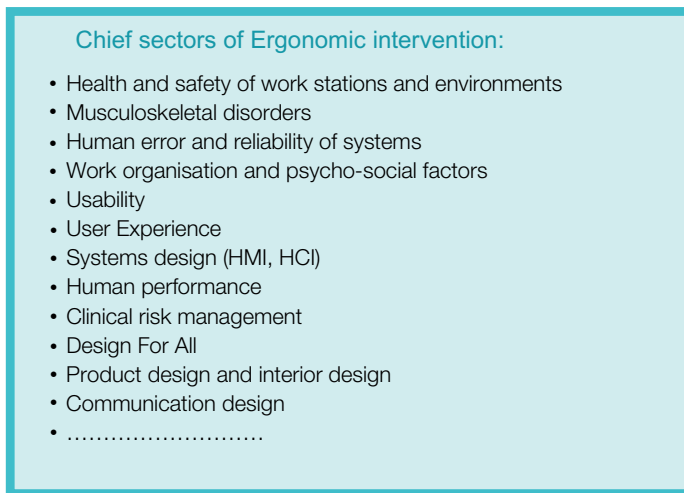 Chief sectors of Ergonomic intervention:
• Health and safety of work stations and environments
• Musculoskeletal disorders
• Human error and reliability of systems
• Work organisation and psycho-social factors
• Usability
• User Experience
• Systems design (HMI, HCI)
• Human performance
• Clinical risk management
• Design For All
• Product design and interior design
• Communication design
• ………………………